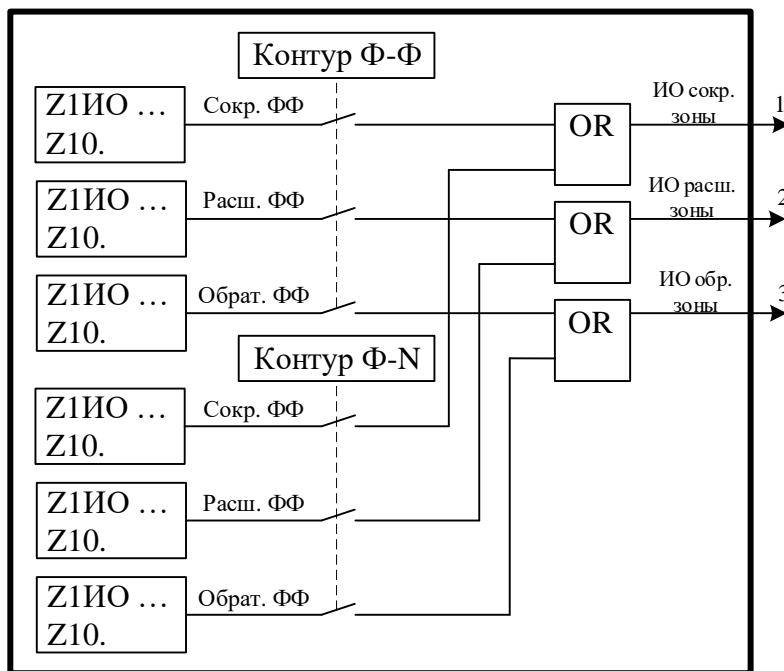 Контур Ф-Ф
Z1ИО …
Z10.
Сокр. ФФ
OR
ИО сокр.
зоны
1
Z1ИО …
Z10.
Расш. ФФ
OR
ИО расш.
зоны
2
Z1ИО …
Z10.
Обрат. ФФ
OR
ИО обр.
зоны
3
Контур Ф-N
Z1ИО …
Z10.
Сокр. ФФ
Z1ИО …
Z10.
Расш. ФФ
Z1ИО …
Z10.
Обрат. ФФ